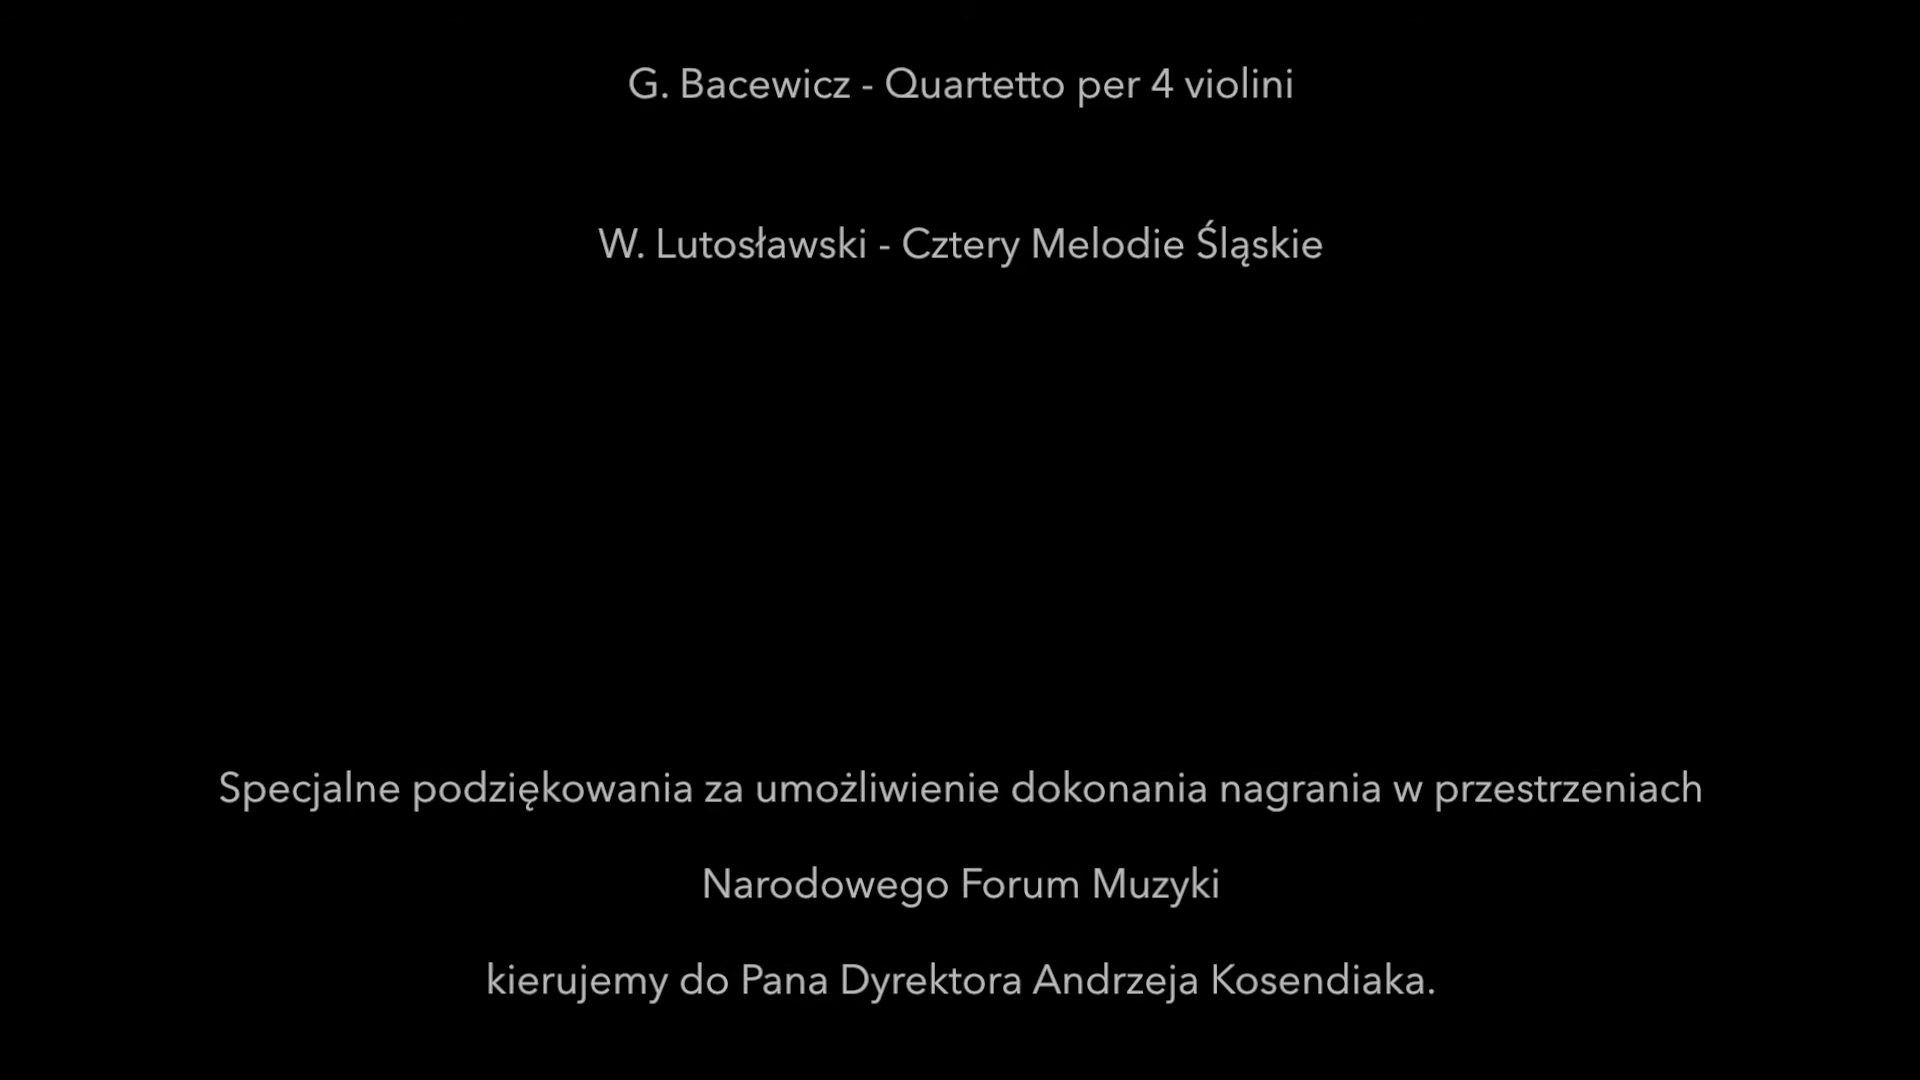 G. Bacewicz - Quartetto per 4 violini
W. Lutosławski - Cztery Melodie Śląskie
Specjalne podziękowania za umożliwienie dokonania nagrania w przestrzeniach
Narodowego Forum Muzyki
kierujemy do Pana Dyrektora Andrzeja Kosendiaka.